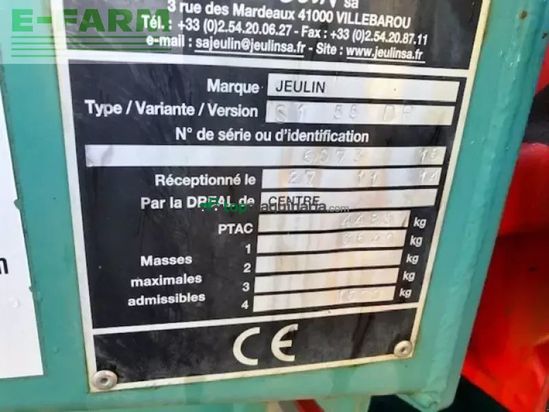 E-FARM
sa
3 rue des Mardeaux 41000 VILLEBAROU
Tél. : +33 (0)2.54.20.06.27 - Fax : +33 (0)2.54.20.87.11
e-mail : sajeulin@jeulinsa.fr - Site : www.jeulinsa.fr
Marque JEULIN
Type / Variante / Version
N° de série ou d'identification
Réceptionné le 27 11 14
Par la DREAL de CENTRE
PTAC kg
1 kg
Masses 2 kg
maximales 3 kg
admissibles 4 kg
CE